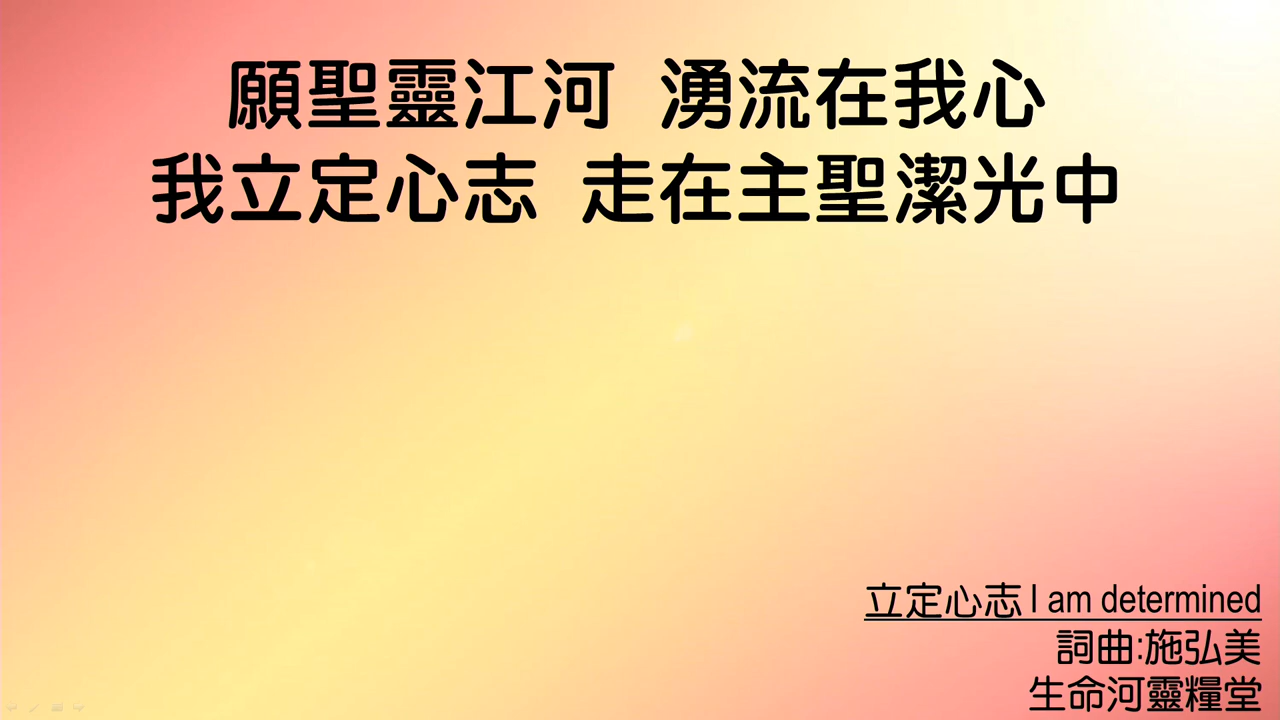 願聖靈江河 湧流在我心
我立定心志 走在主聖潔光中
立定心志 I am determined
詞曲:施弘美
生命河靈糧堂